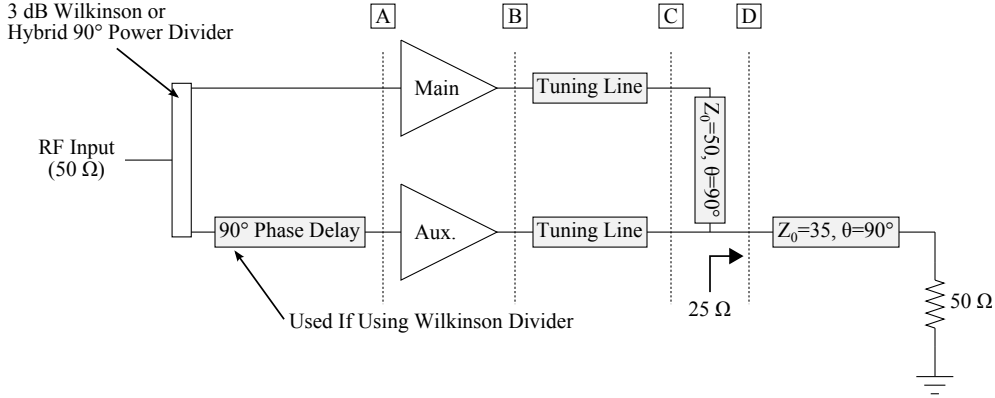 3 dB Wilkinson or
Hybrid 90° Power Divider
A
B
C
D
Main
Tuning Line
Z₀=50, θ=90°
RF Input
(50 Ω)
90° Phase Delay
Aux.
Tuning Line
Z₀=35, θ=90°
25 Ω
50 Ω
Used If Using Wilkinson Divider